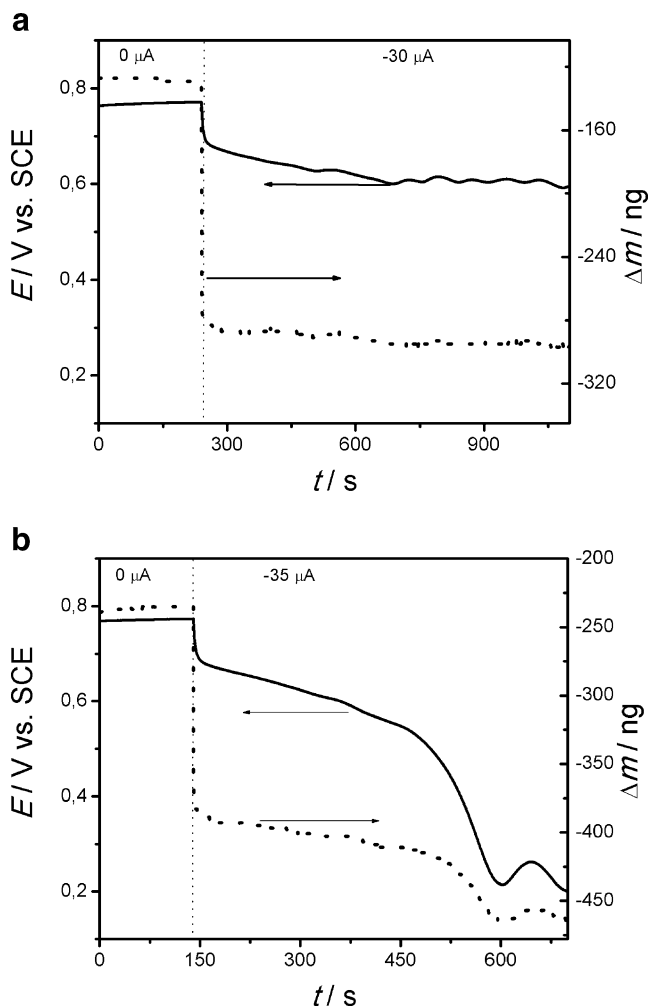 a
0 μA
-30 μA
0,8
0,6
0,4
0,2
E / V vs. SCE
-160
-240
-320
Δm / ng
0
300
600
900
t / s
b
0 μA
-35 μA
0,8
0,6
0,4
0,2
E / V vs. SCE
-200
-250
-300
-350
-400
-450
Δm / ng
0
150
300
450
600
t / s